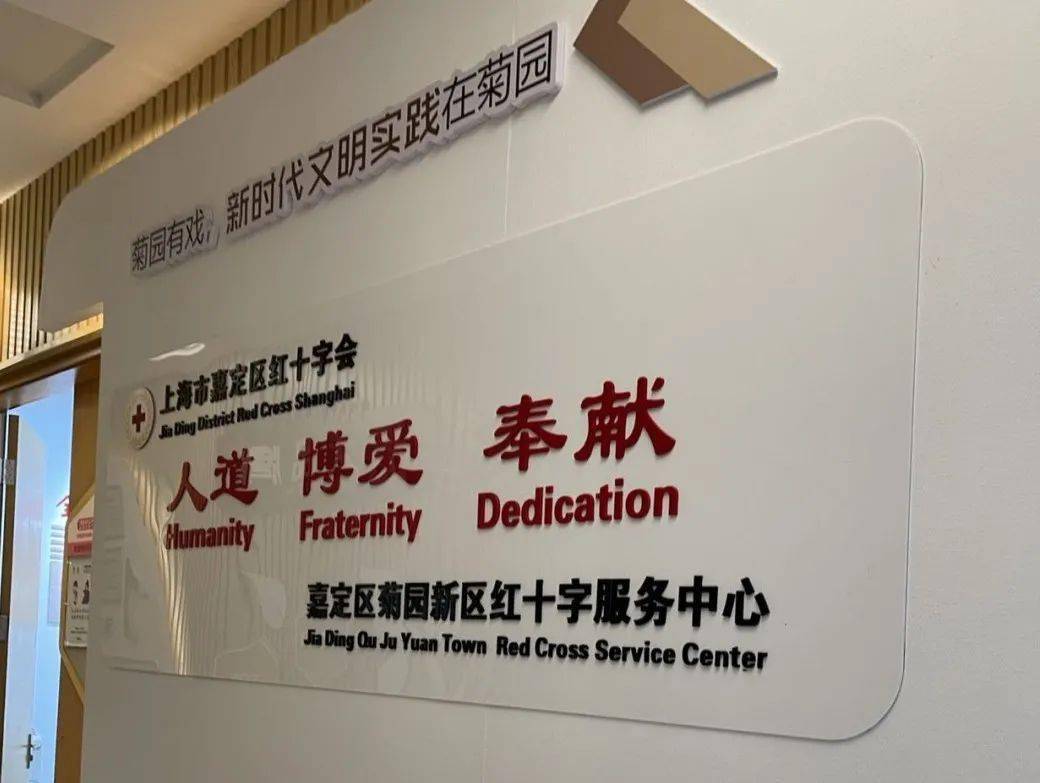 菊园有戏，新时代文明实践在菊园
上海市嘉定区红十字会
Jia Ding District Red Cross Shanghai
人道 博爱 奉献
Humanity Fraternity Dedication
嘉定区菊园新区红十字服务中心
Jia Ding Qu Ju Yuan Town Red Cross Service Center